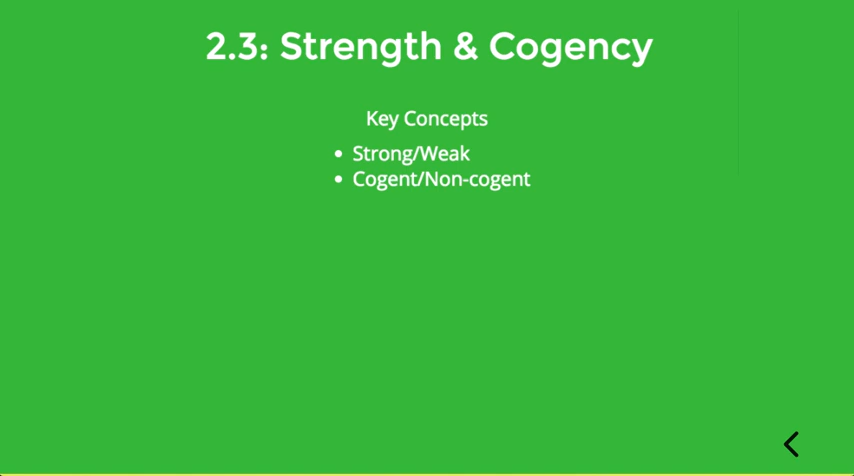 2.3: Strength & Cogency
Key Concepts
• Strong/Weak
• Cogent/Non-cogent